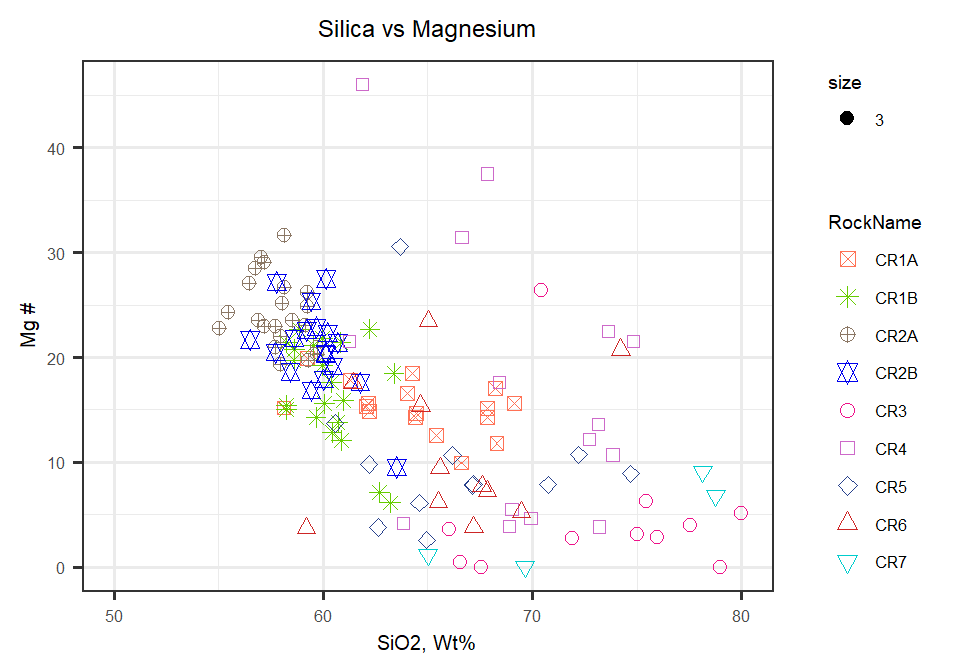 Silica vs Magnesium
Mg #
40
30
20
10
0
50 60 70 80
SiO2, Wt%
size
3
RockName
CR1A
CR1B
CR2A
CR2B
CR3
CR4
CR5
CR6
CR7